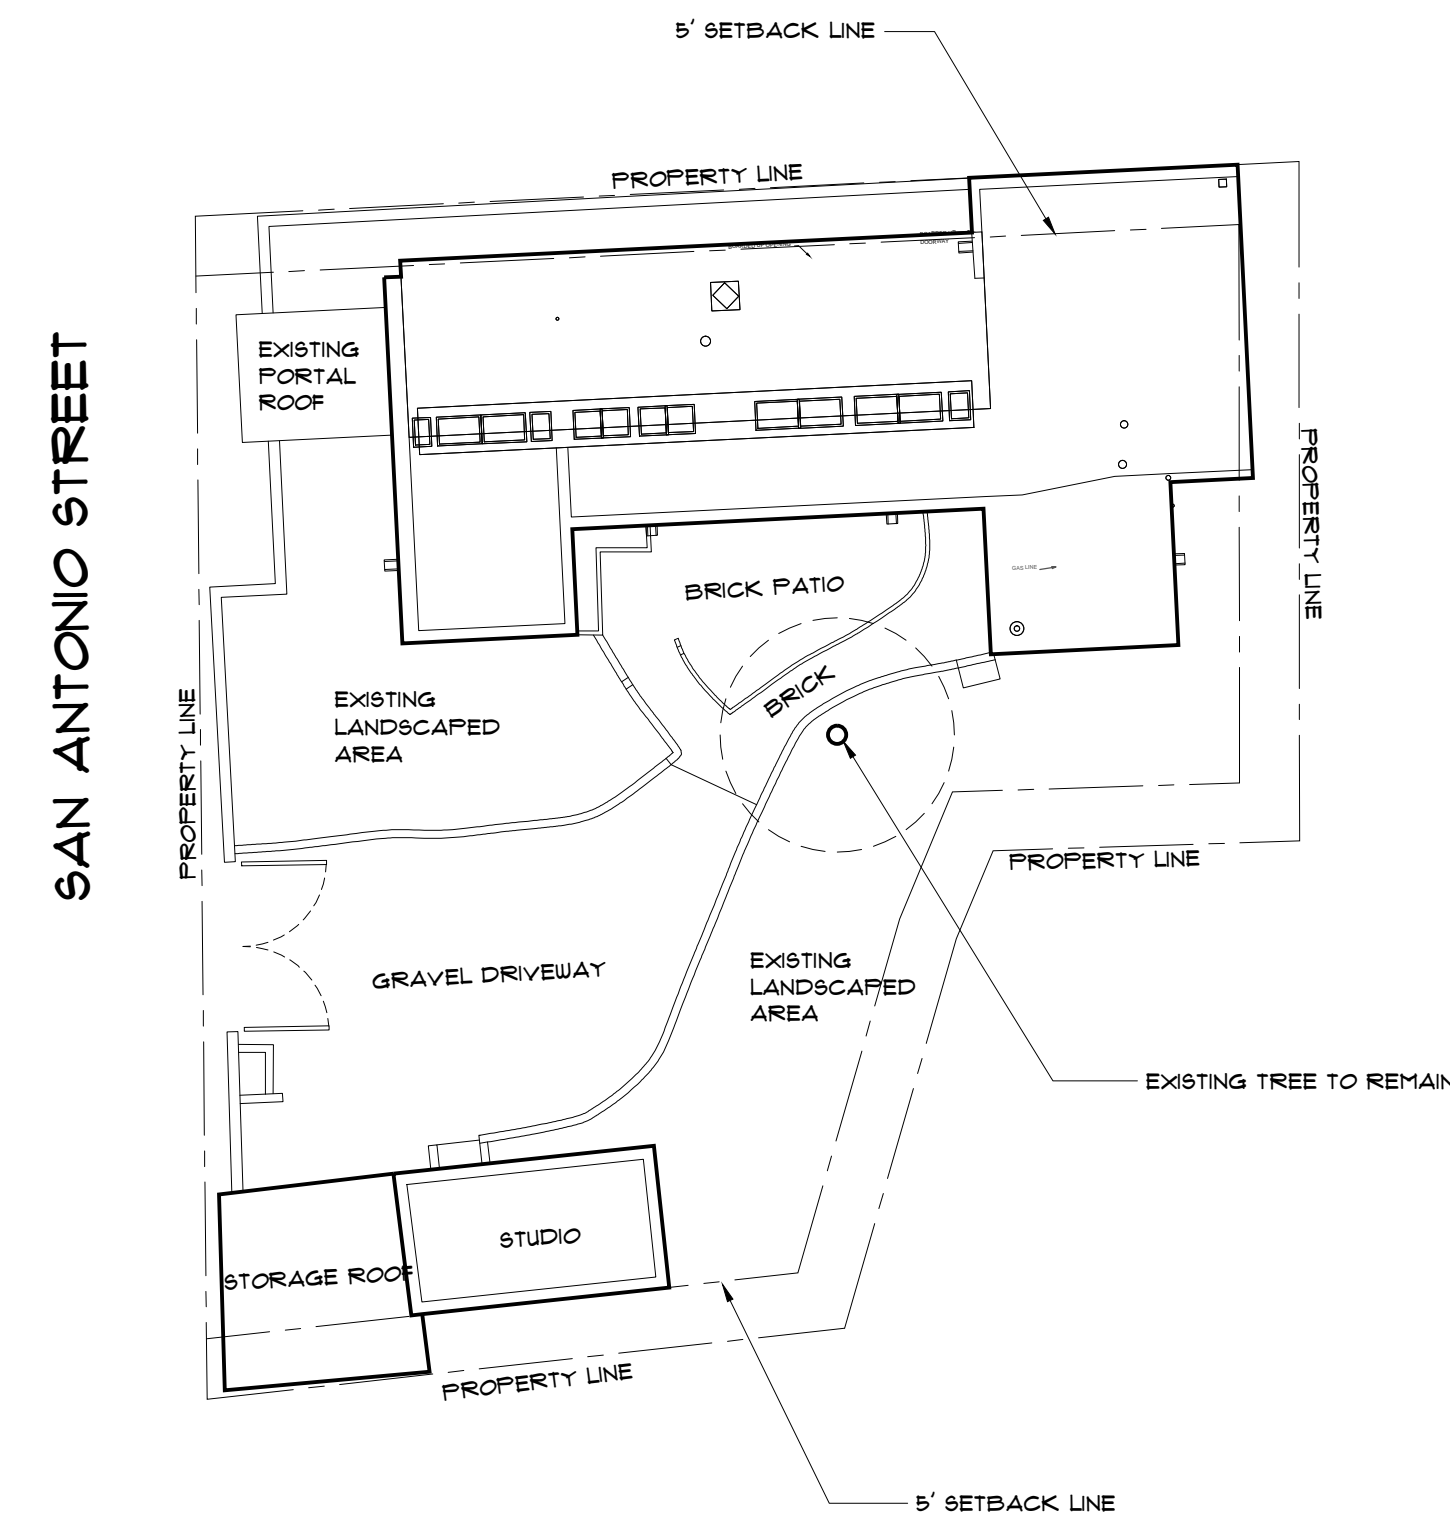 5' SETBACK LINE
PROPERTY LINE
DOORWAY
EXISTING
PORTAL
ROOF
SAN ANTONIO STREET
PROPERTY LINE
GAS LINE
BRICK PATIO
BRICK
EXISTING
LANDSCAPED
AREA
PROPERTY LINE
PROPERTY LINE
GRAVEL DRIVEWAY
EXISTING
LANDSCAPED
AREA
EXISTING TREE TO REMAIN
STUDIO
STORAGE ROOF
PROPERTY LINE
5' SETBACK LINE